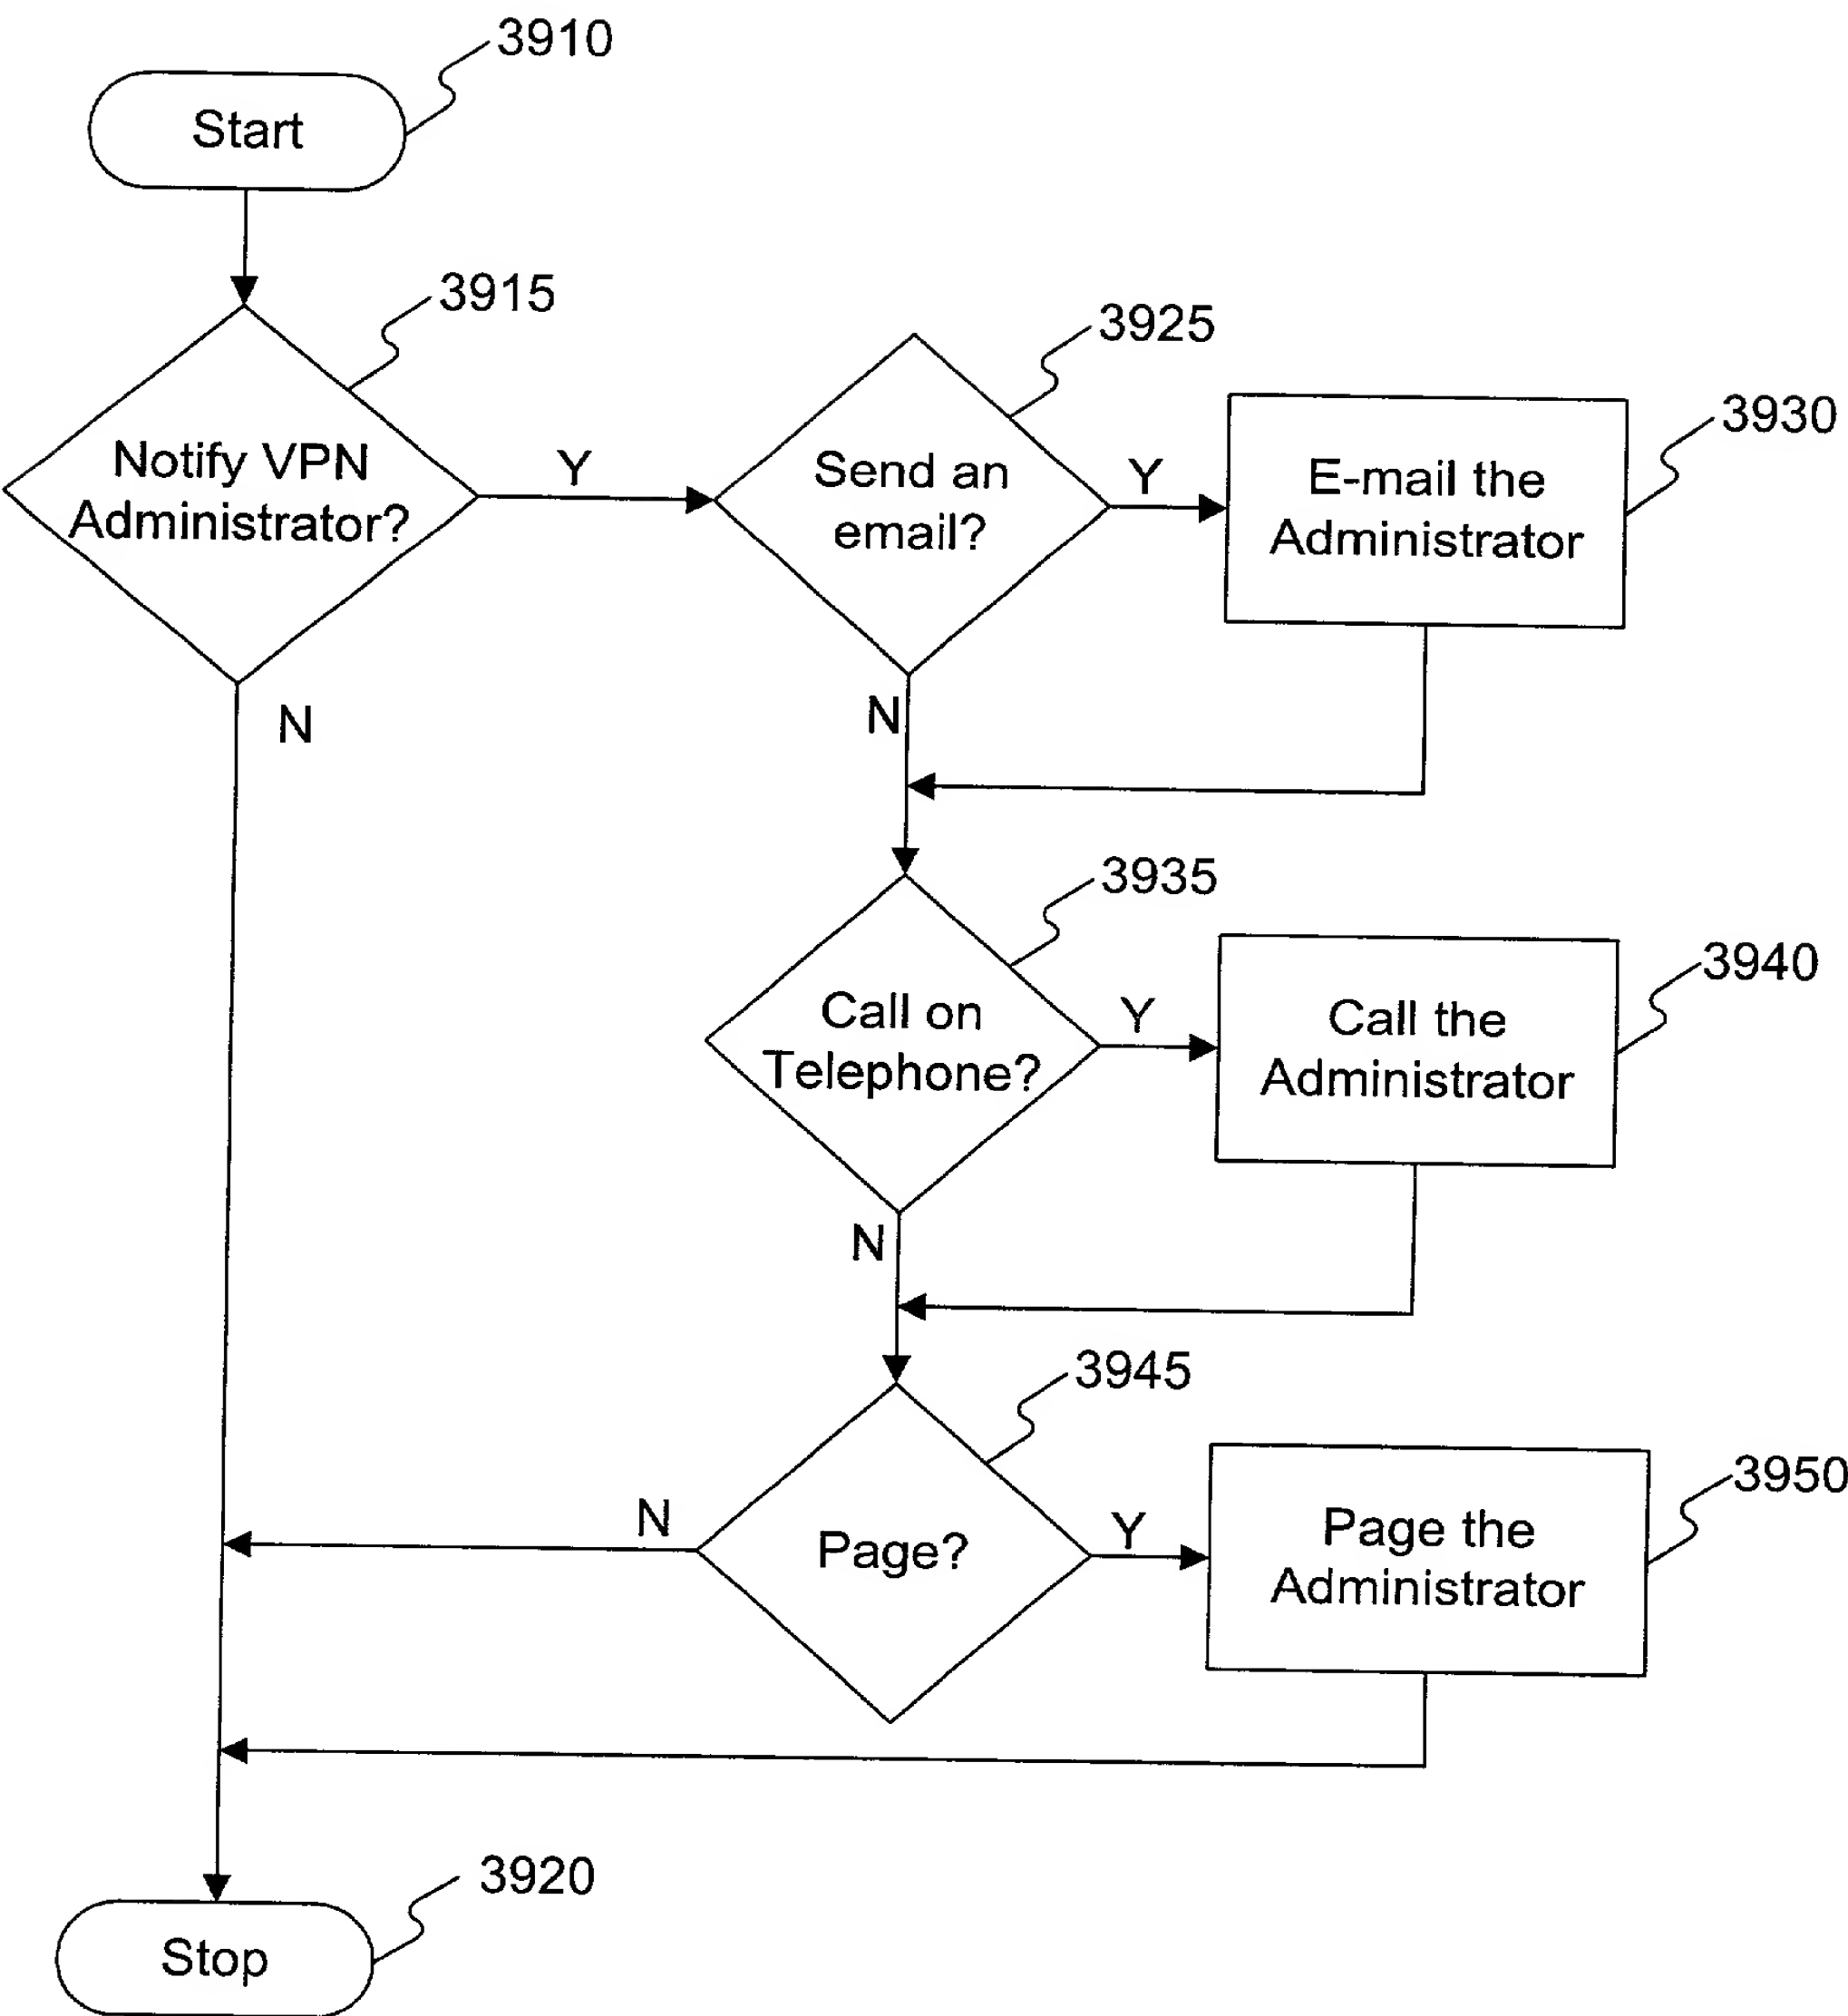 3910
Start
3915
Notify VPN
Administrator?
Y
N
3925
Send an
email?
Y
N
3930
E-mail the
Administrator
3935
Call on
Telephone?
Y
N
3940
Call the
Administrator
3945
Page?
N
Y
3950
Page the
Administrator
3920
Stop